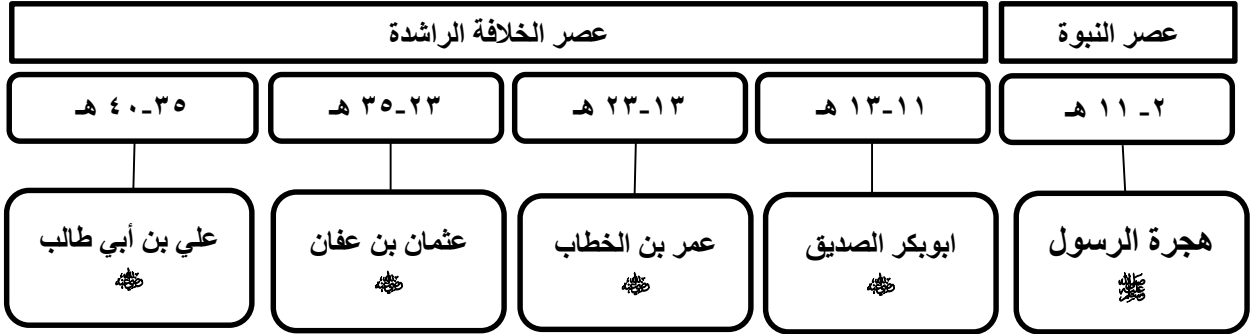 عصر النبوة
عصر الخلافة الراشدة
٢- ١١ هـ
١١-١٣ هـ
١٣-٢٣ هـ
٢٣-٣٥ هـ
٣٥-٤٠ هـ
هجرة الرسول
ﷺ
ابوبكر الصديق
رضي الله عنه
عمر بن الخطاب
رضي الله عنه
عثمان بن عفان
رضي الله عنه
علي بن أبي طالب
رضي الله عنه